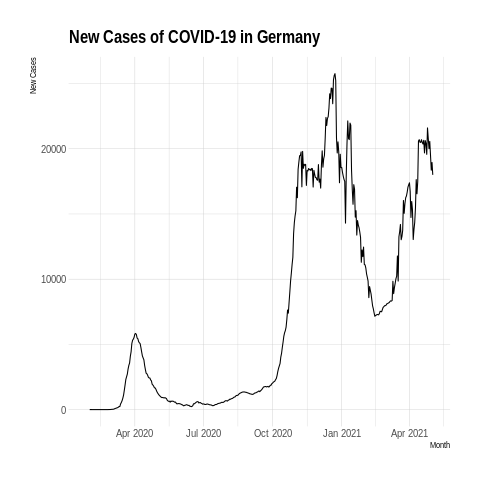 New Cases of COVID-19 in Germany
New Cases
20000
10000
0
Apr 2020 Jul 2020 Oct 2020 Jan 2021 Apr 2021
Month